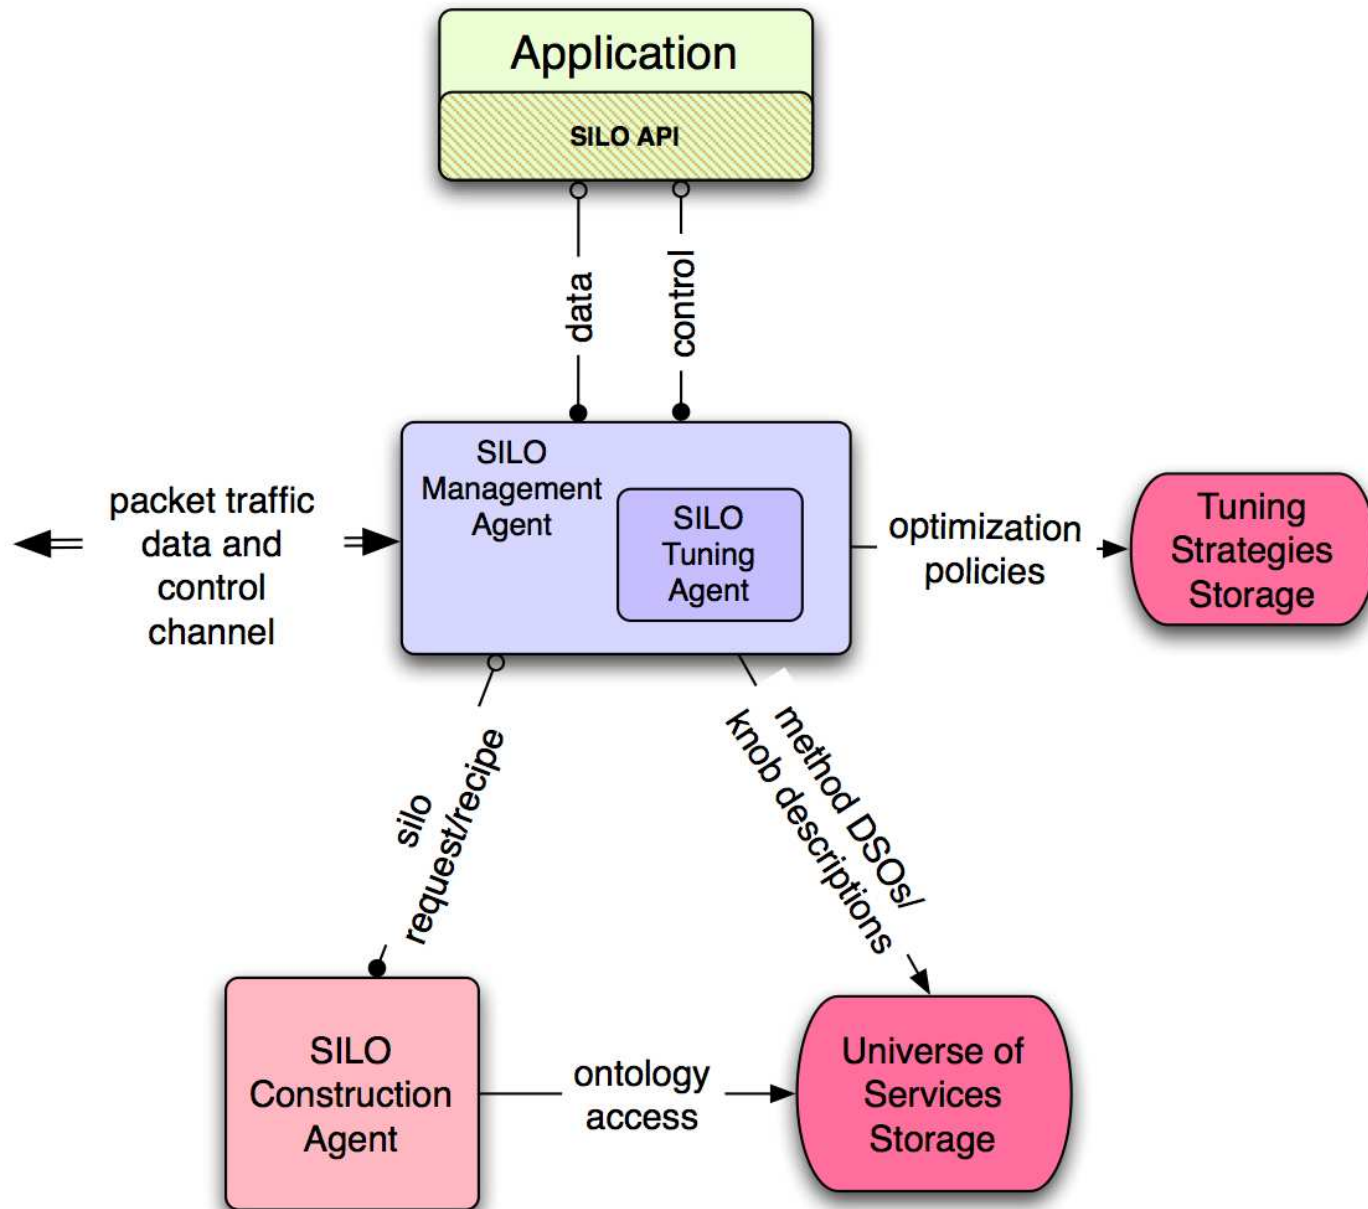 Application
SILO API
data
control
SILO
Management
Agent
SILO
Tuning
Agent
packet traffic
data and
control
channel
optimization
policies
Tuning
Strategies
Storage
silo
request/recipe
method DSOs/
knob descriptions
SILO
Construction
Agent
ontology
access
Universe of
Services
Storage